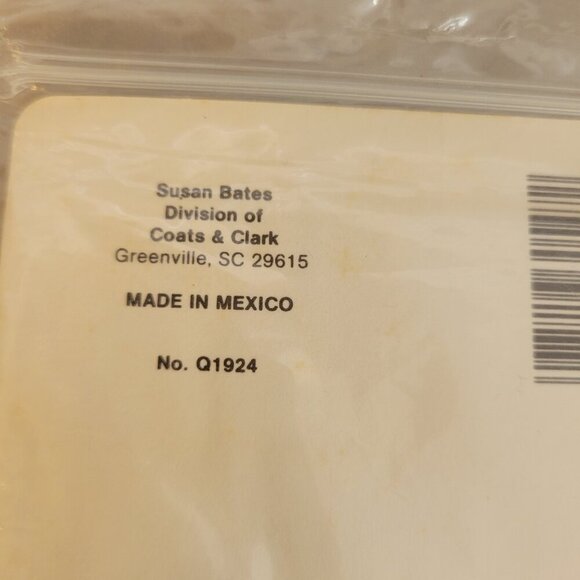 Susan Bates
Division of
Coats & Clark
Greenville, SC 29615
MADE IN MEXICO
No. Q1924